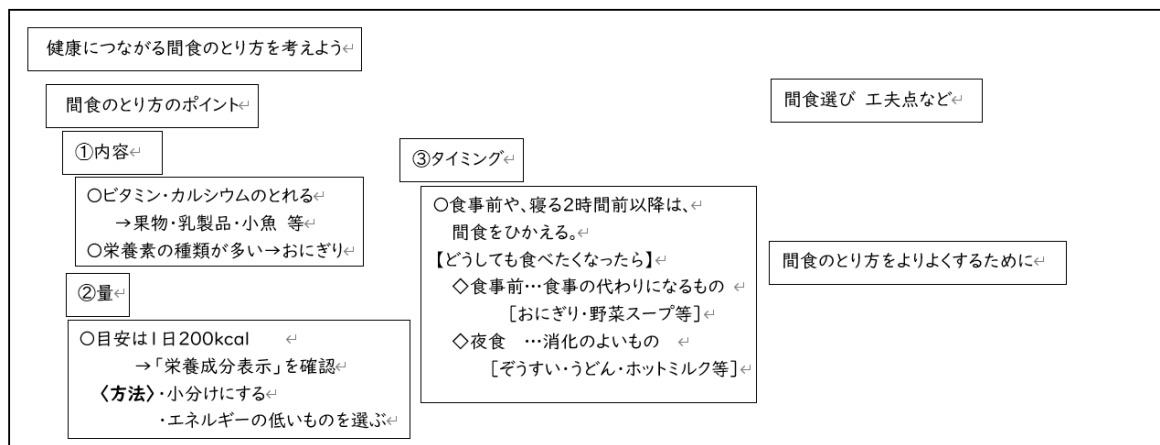 健康につながる間食のとり方を考えよう↵
間食のとり方のポイント↵
①内容↵
○ビタミン・カルシウムのとれる↵
→果物・乳製品・小魚 等↵
○栄養素の種類が多い→おにぎり↵
②量↵
○目安は1日200kcal ↵
→「栄養成分表示」を確認↵
〈方法〉・小分けにする↵
・エネルギーの低いものを選ぶ↵
③タイミング↵
○食事前や、寝る2時間前以降は、↵
間食をひかえる。↵
【どうしても食べたくなったら】↵
◇食事前…食事の代わりになるもの ↵
[おにぎり・野菜スープ等]↵
◇夜食 …消化のよいもの ↵
[ぞうすい・うどん・ホットミルク等]↵
間食選び 工夫点など↵
間食のとり方をよりよくするために↵